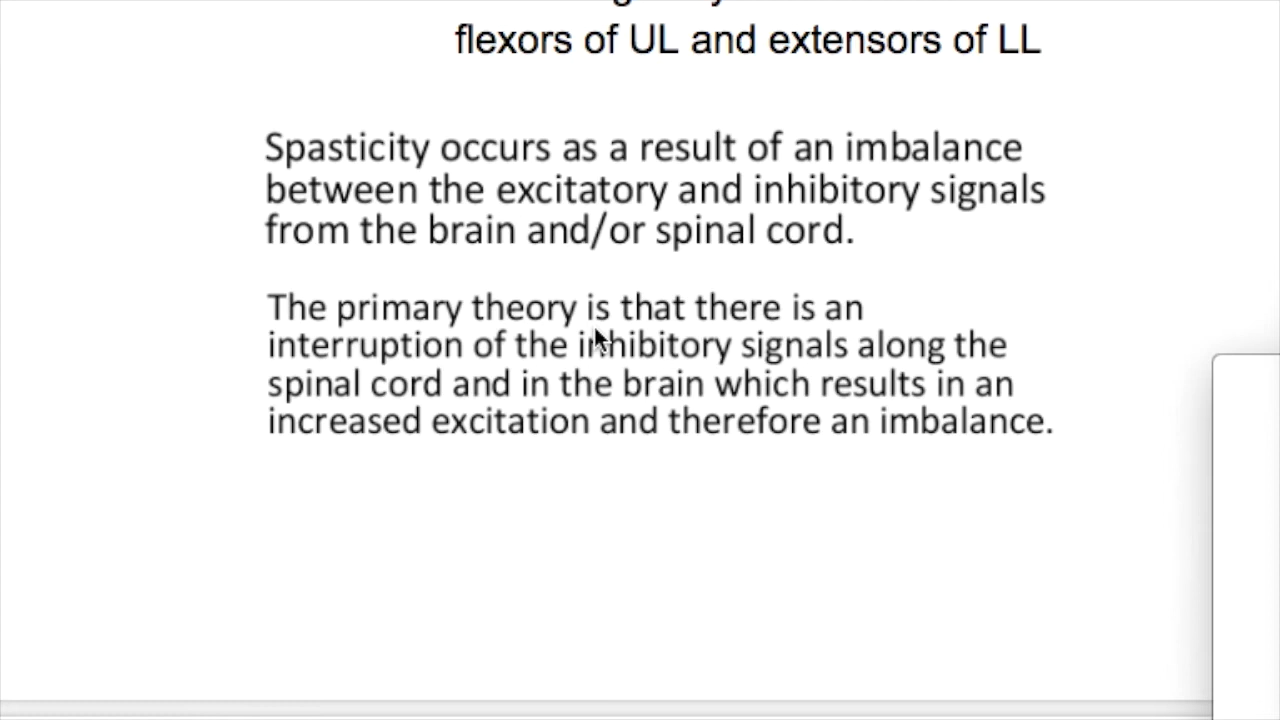 flexors of UL and extensors of LL
Spasticity occurs as a result of an imbalance
between the excitatory and inhibitory signals
from the brain and/or spinal cord.
The primary theory is that there is an
interruption of the inhibitory signals along the
spinal cord and in the brain which results in an
increased excitation and therefore an imbalance.